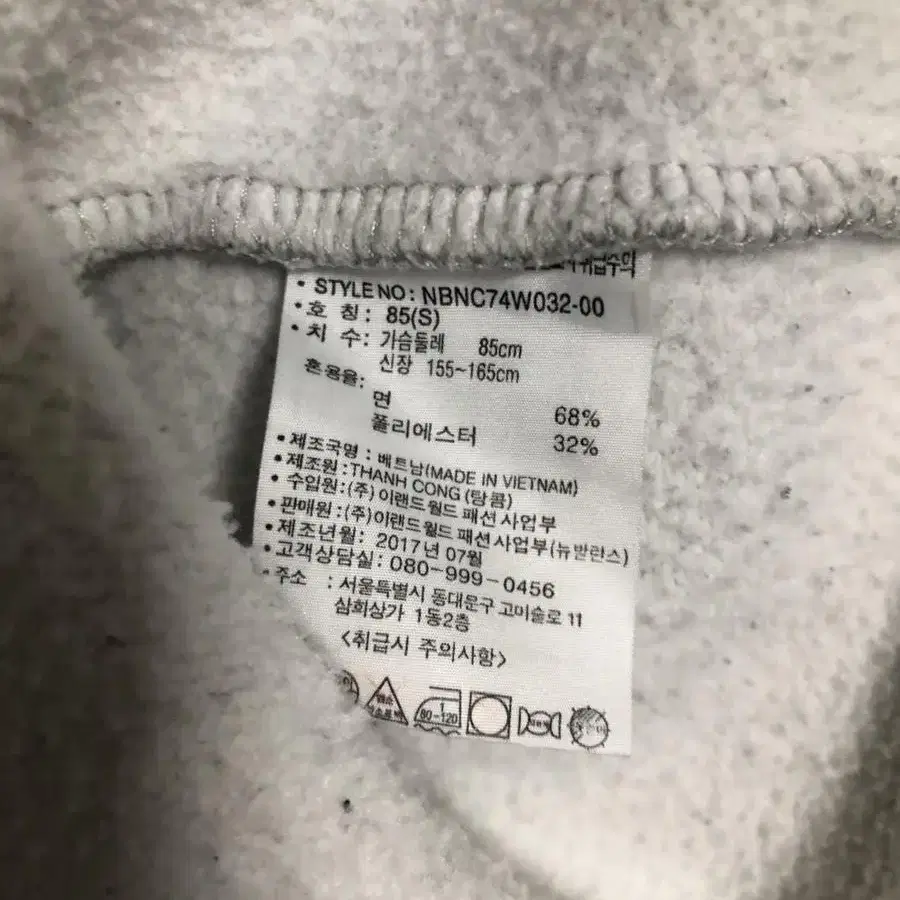 취급주의
• STYLE NO : NBNC74W032-00
• 호 칭 : 85(S)
• 치 수 : 가슴둘레 85cm
신장 155~165cm
혼용율:
면 68%
폴리에스터 32%
• 제조국명 : 베트남(MADE IN VIETNAM)
• 제조원 : THANH CONG (탕콤)
• 수입원 : (주)이랜드월드 패션사업부
• 판매원 : (주)이랜드월드 패션사업부(뉴발란스)
• 제조년월 : 2017년 07월
• 고객상담실 : 080-999-0456
• 주소 : 서울특별시 동대문구 고미술로 11
삼희상가 1동2층
<취급시 주의사항>
80-120